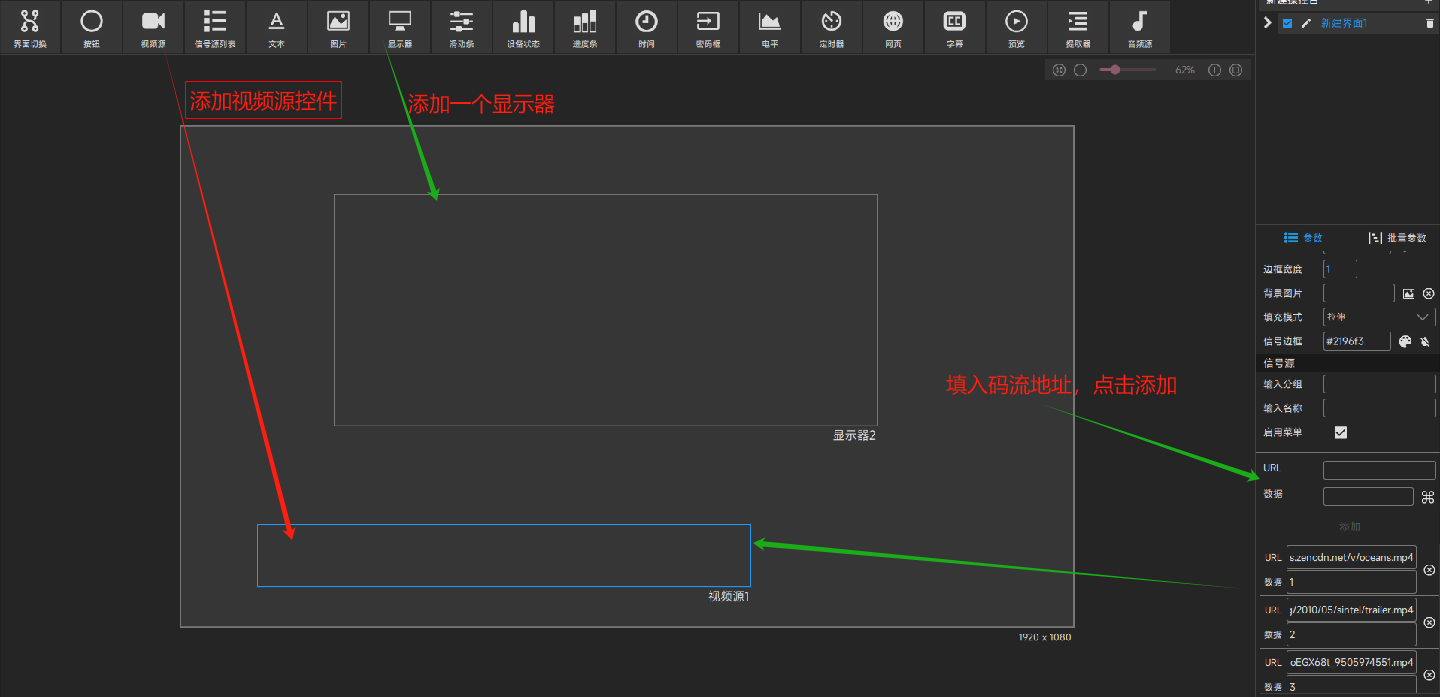 界面切换 按钮 视频源 信号源列表 文本 图片 显示器 滑动条 设备状态 进度条 时间 密码框 电平 定时器 网页 字幕 预览 提取器 音频源
新建操控台
新建界面1
62%
添加视频源控件
添加一个显示器
显示器2
视频源1
1920 x 1080
填入码流地址，点击添加
参数 批量参数
边框宽度 1
背景图片
填充模式 拉伸
信号边框 #2196f3
信号源
输入分组
输入名称
启用菜单
URL
数据
添加
URL s.zencdn.net/v/oceans.mp4
数据 1
URL g/2010/05/sintel/trailer.mp4
数据 2
URL oEGX68t_9505974551.mp4
数据 3